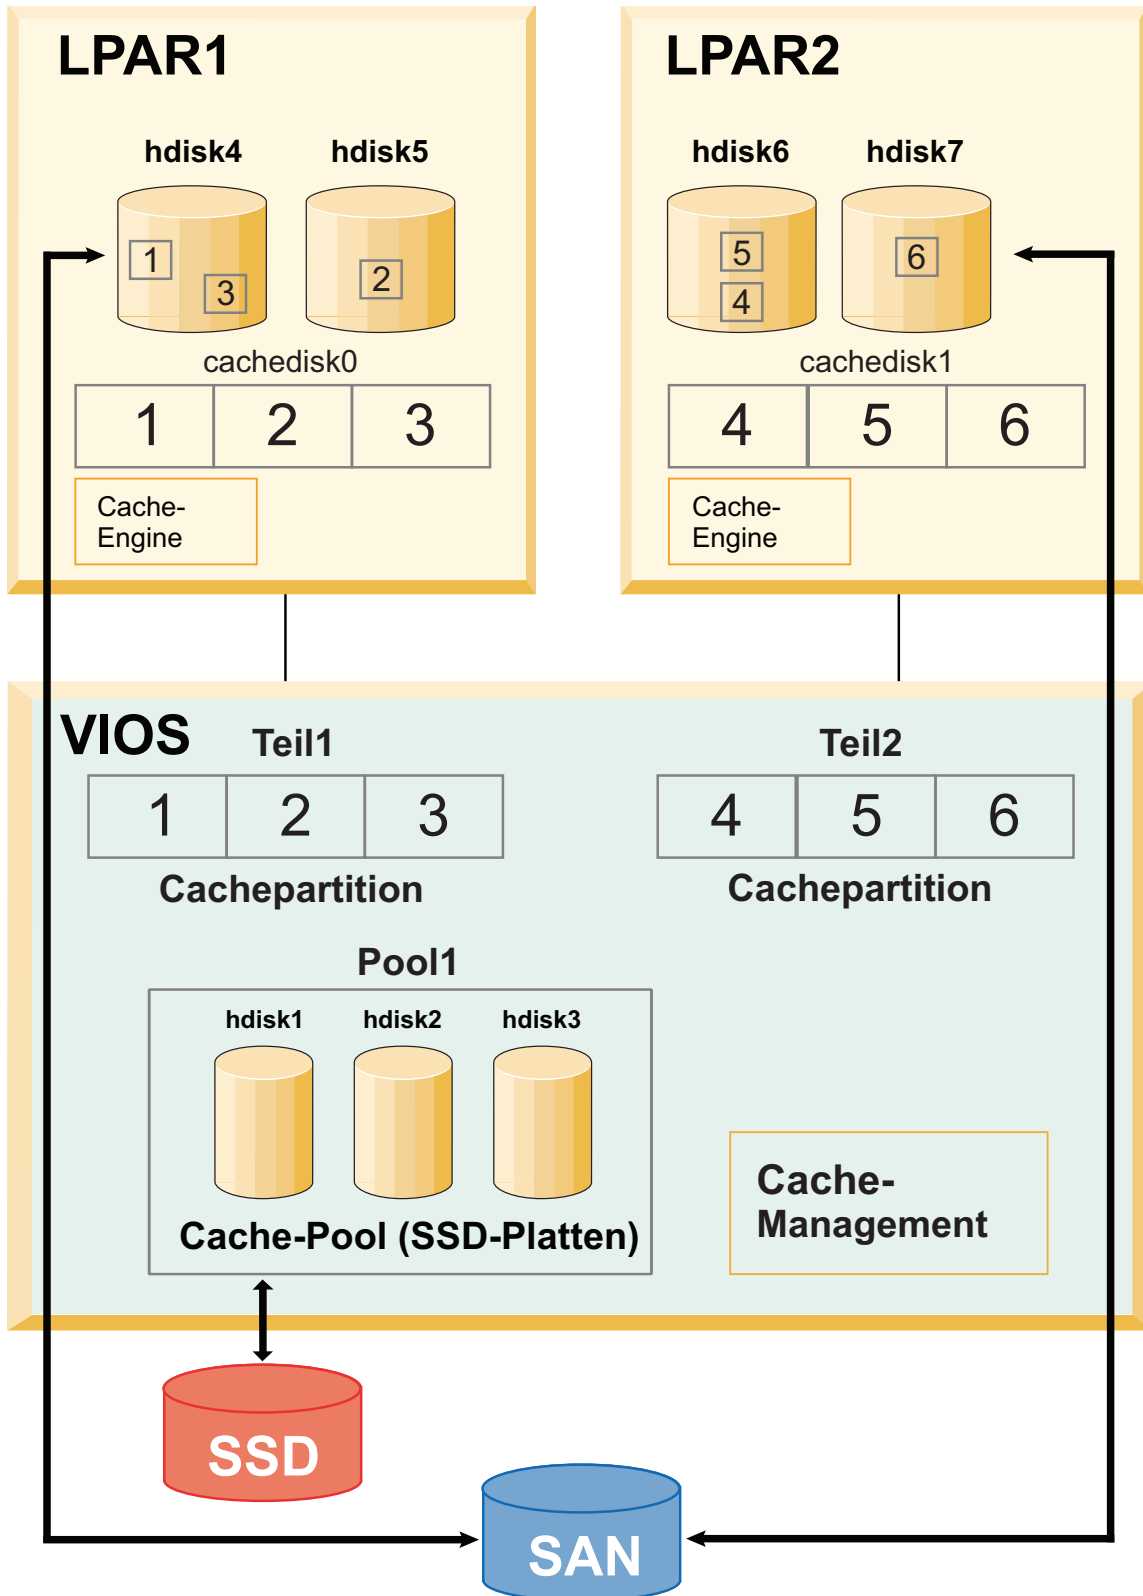 LPAR1
hdisk4 hdisk5
1
3
2
cachedisk0
1 2 3
Cache-
Engine
LPAR2
hdisk6 hdisk7
5
4
6
cachedisk1
4 5 6
Cache-
Engine
VIOS
Teil1
1 2 3
Cachepartition
Teil2
4 5 6
Cachepartition
Pool1
hdisk1 hdisk2 hdisk3
Cache-Pool (SSD-Platten)
Cache-
Management
SSD
SAN